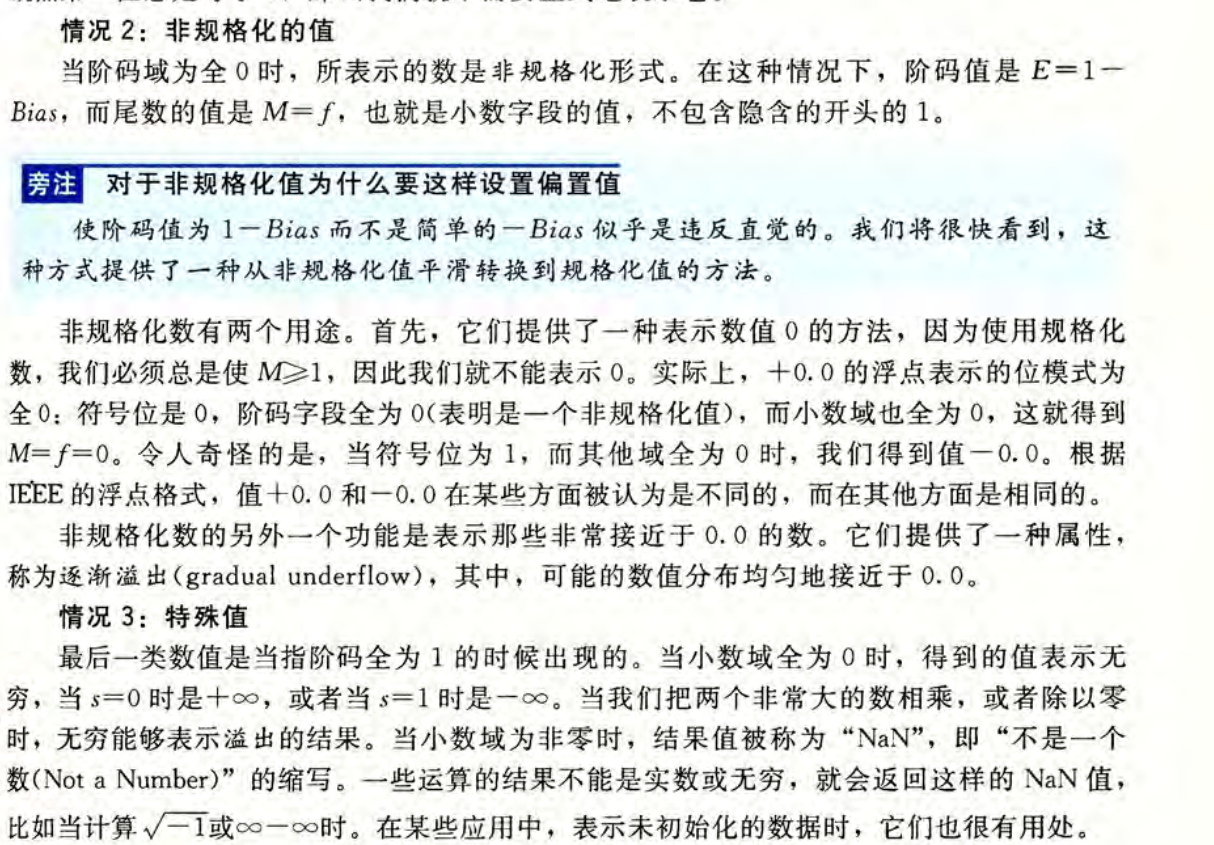 情况 2：非规格化的值
当阶码域为全 0 时，所表示的数是非规格化形式。在这种情况下，阶码值是 E=1－
Bias，而尾数的值是 M=f，也就是小数字段的值，不包含隐含的开头的 1。
旁注 对于非规格化值为什么要这样设置偏置值
使阶码值为 1－Bias 而不是简单的－Bias 似乎是违反直觉的。我们将很快看到，这
种方式提供了一种从非规格化值平滑转换到规格化值的方法。
非规格化数有两个用途。首先，它们提供了一种表示数值 0 的方法，因为使用规格化
数，我们必须总是使 M≥1，因此我们就不能表示 0。实际上，＋0.0 的浮点表示的位模式为
全 0：符号位是 0，阶码字段全为 0(表明是一个非规格化值)，而小数域也全为 0，这就得到
M=f=0。令人奇怪的是，当符号位为 1，而其他域全为 0 时，我们得到值－0.0。根据
IEEE 的浮点格式，值＋0.0 和－0.0 在某些方面被认为是不同的，而在其他方面是相同的。
非规格化数的另外一个功能是表示那些非常接近于 0.0 的数。它们提供了一种属性，
称为逐渐溢出(gradual underflow)，其中，可能的数值分布均匀地接近于 0.0。
情况 3：特殊值
最后一类数值是当指阶码全为 1 的时候出现的。当小数域全为 0 时，得到的值表示无
穷，当 s=0 时是＋∞，或者当 s=1 时是－∞。当我们把两个非常大的数相乘，或者除以零
时，无穷能够表示溢出的结果。当小数域为非零时，结果值被称为“NaN”，即“不是一个
数(Not a Number)”的缩写。一些运算的结果不能是实数或无穷，就会返回这样的 NaN 值，
比如当计算 √－1或∞－∞时。在某些应用中，表示未初始化的数据时，它们也很有用处。